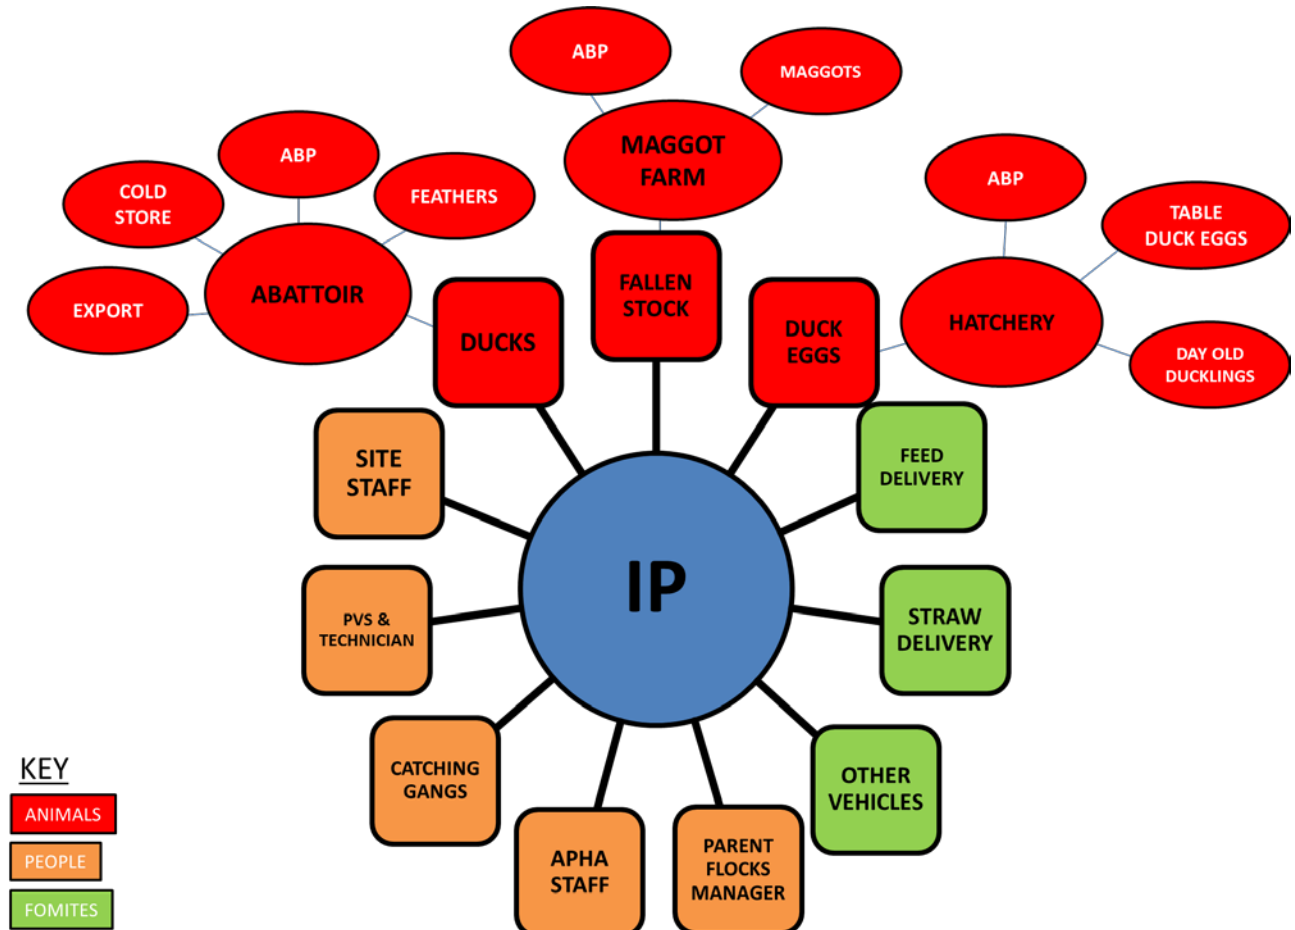 ABP
MAGGOTS
MAGGOT
FARM
ABP
COLD
STORE
FEATHERS
EXPORT
ABATTOIR
ABP
TABLE
DUCK EGGS
HATCHERY
DAY OLD
DUCKLINGS
DUCKS
FALLEN
STOCK
DUCK
EGGS
SITE
STAFF
FEED
DELIVERY
IP
PVS &
TECHNICIAN
STRAW
DELIVERY
CATCHING
GANGS
OTHER
VEHICLES
APHA
STAFF
PARENT
FLOCKS
MANAGER
KEY
ANIMALS
PEOPLE
FOMITES